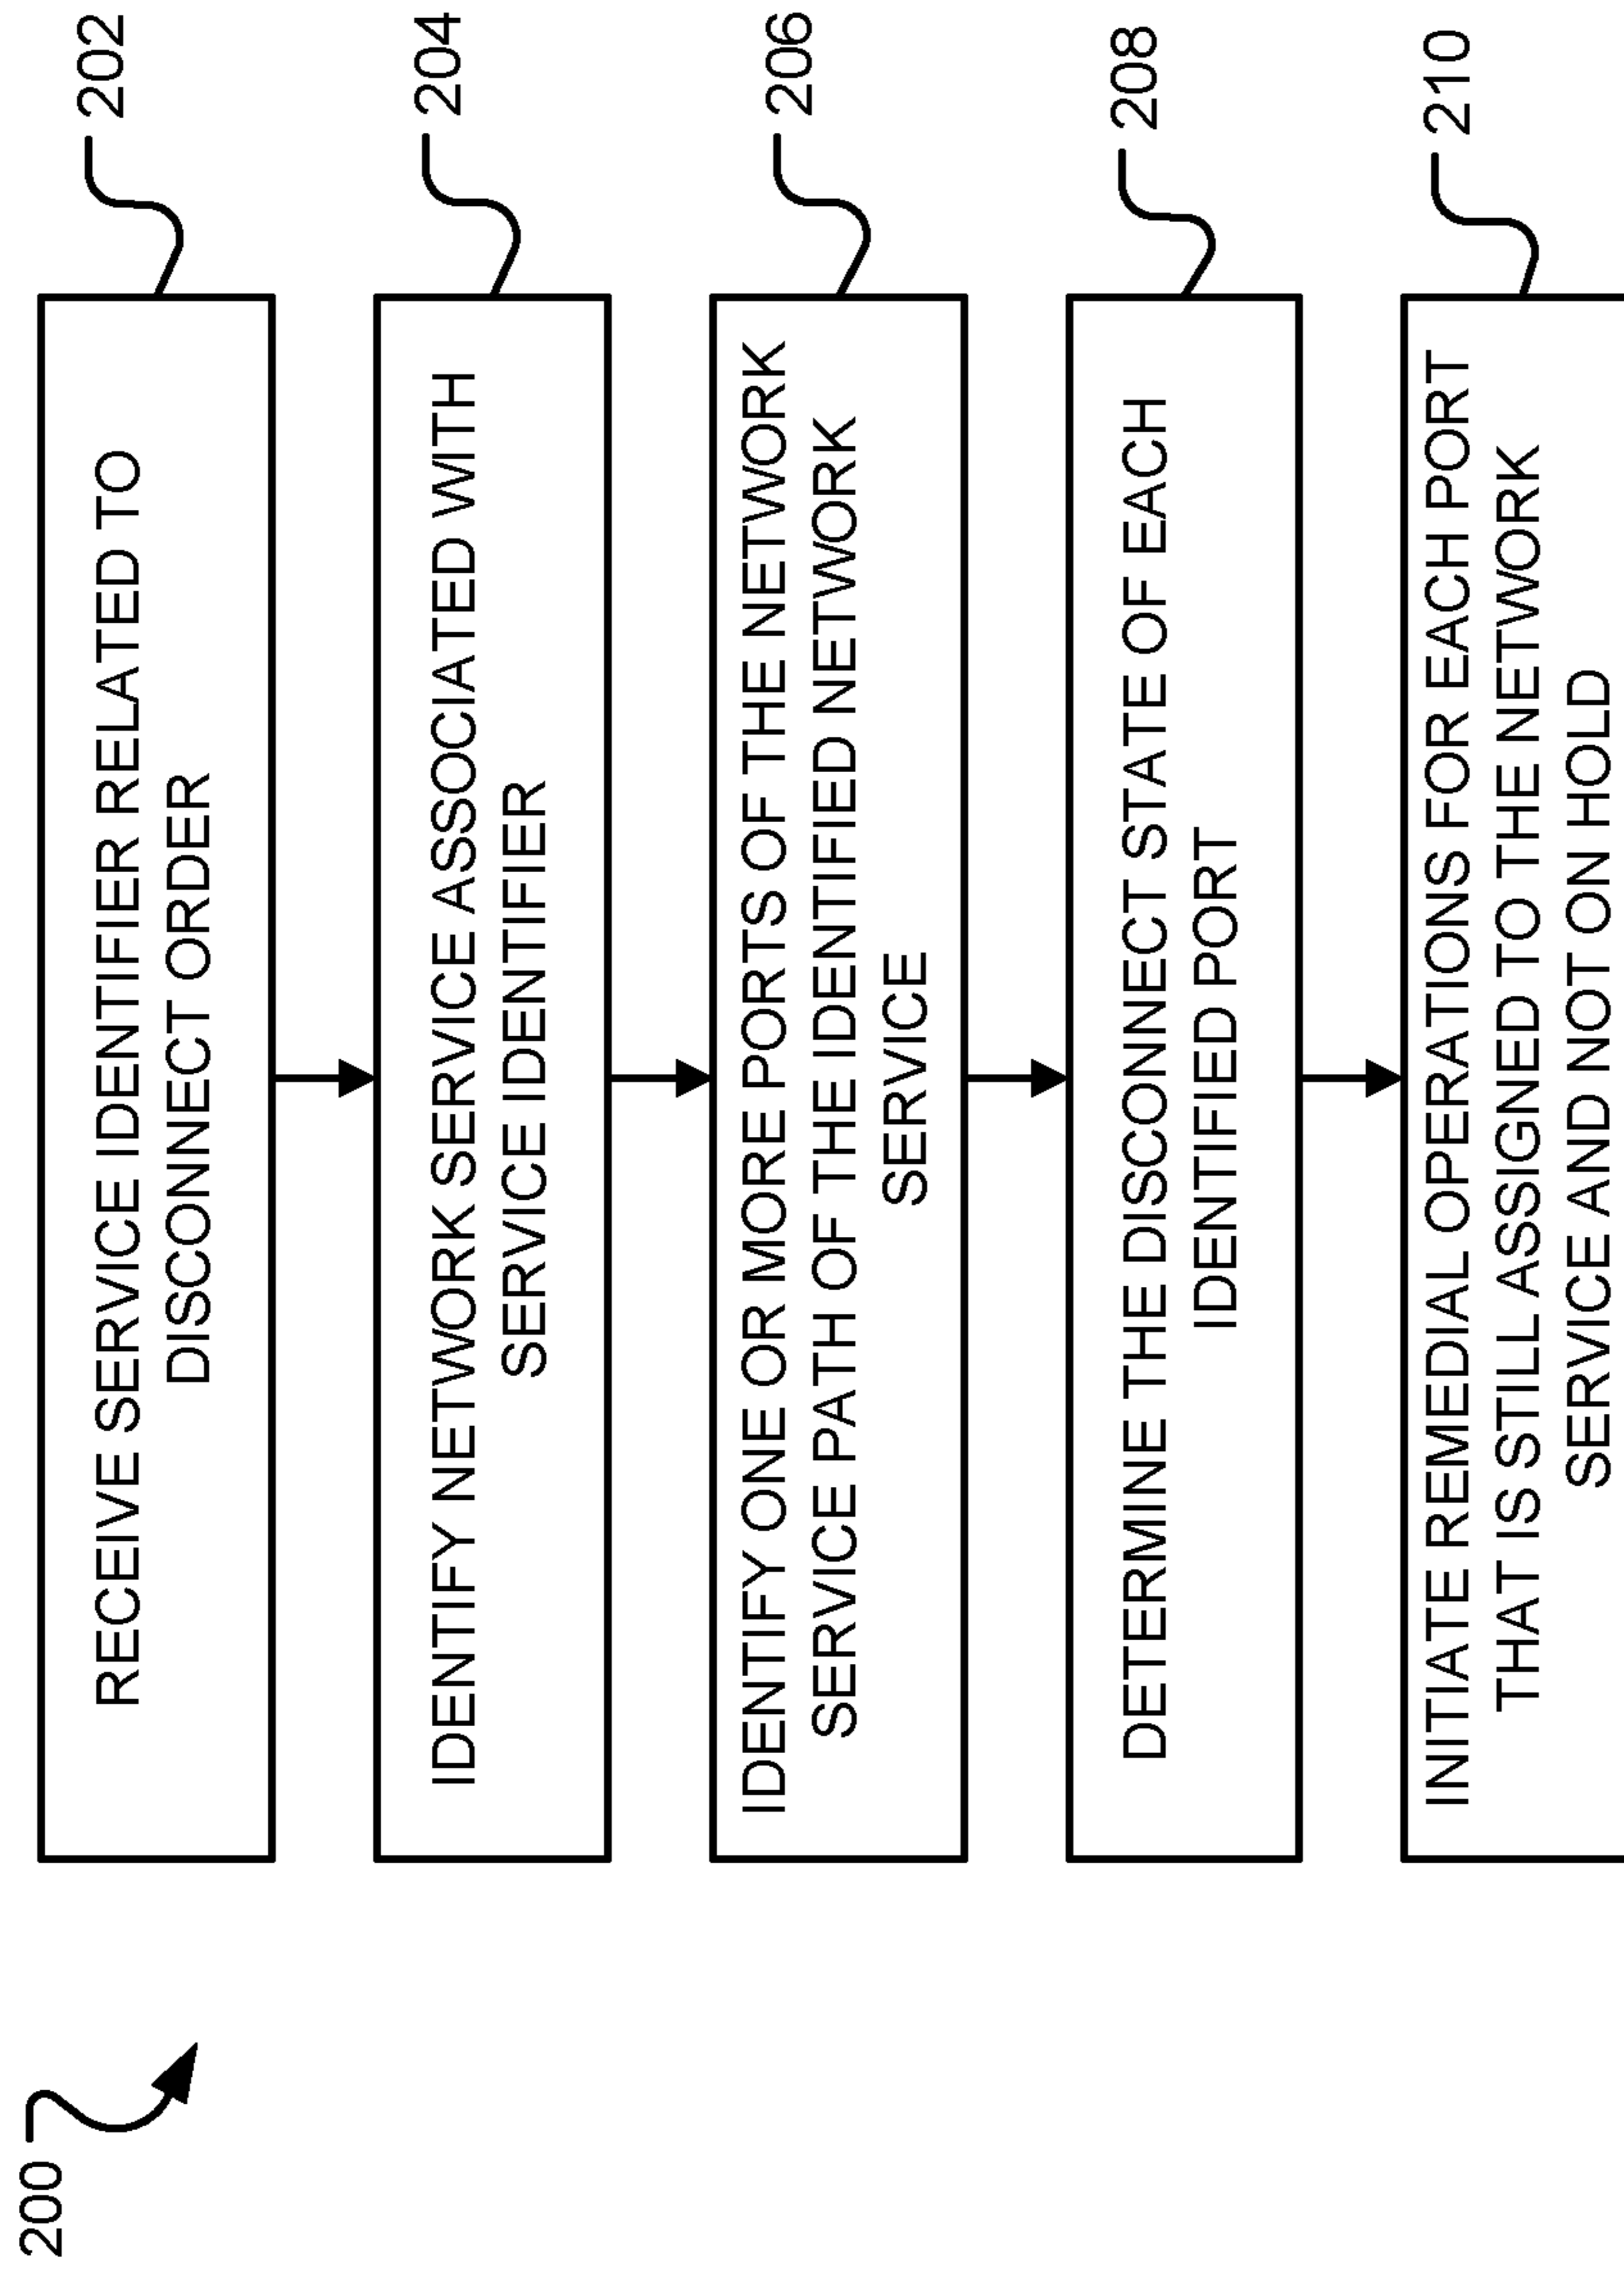 200
RECEIVE SERVICE IDENTIFIER RELATED TO
DISCONNECT ORDER
202
IDENTIFY NETWORK SERVICE ASSOCIATED WITH
SERVICE IDENTIFIER
204
IDENTIFY ONE OR MORE PORTS OF THE NETWORK
SERVICE PATH OF THE IDENTIFIED NETWORK
SERVICE
206
DETERMINE THE DISCONNECT STATE OF EACH
IDENTIFIED PORT
208
INITIATE REMEDIAL OPERATIONS FOR EACH PORT
THAT IS STILL ASSIGNED TO THE NETWORK
SERVICE AND NOT ON HOLD
210